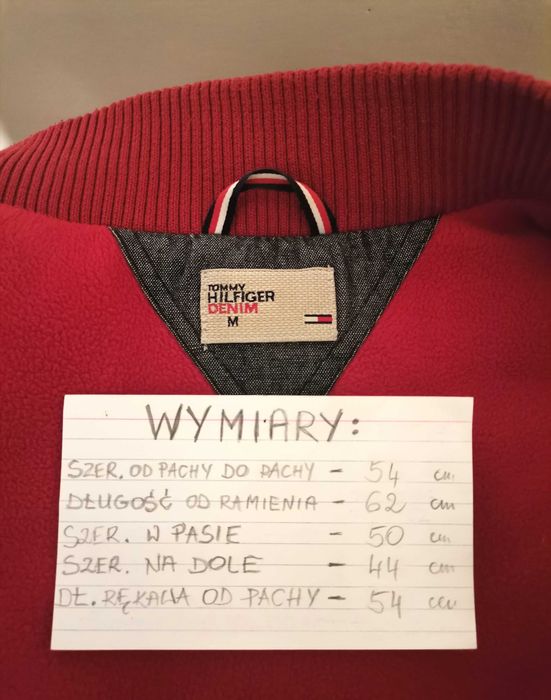 TOMMY
HILFIGER
DENIM
M
WYMIARY:
SZER. OD PACHY DO PACHY - 54 cm
DŁUGOŚĆ OD RAMIENIA - 62 cm
SZER. W PASIE - 50 cm
SZER. NA DOLE - 44 cm
DŁ. RĘKAWA OD PACHY - 54 cm